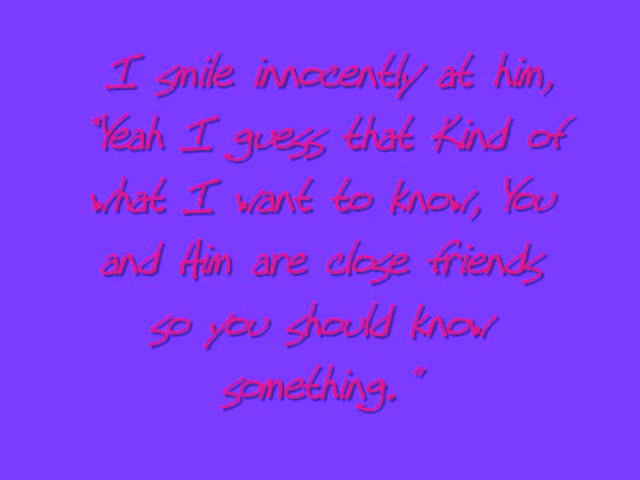 I smile innocently at him,
"Yeah I guess that Kind of
what I want to know, You
and Aim are close friends
so you should know
something. "